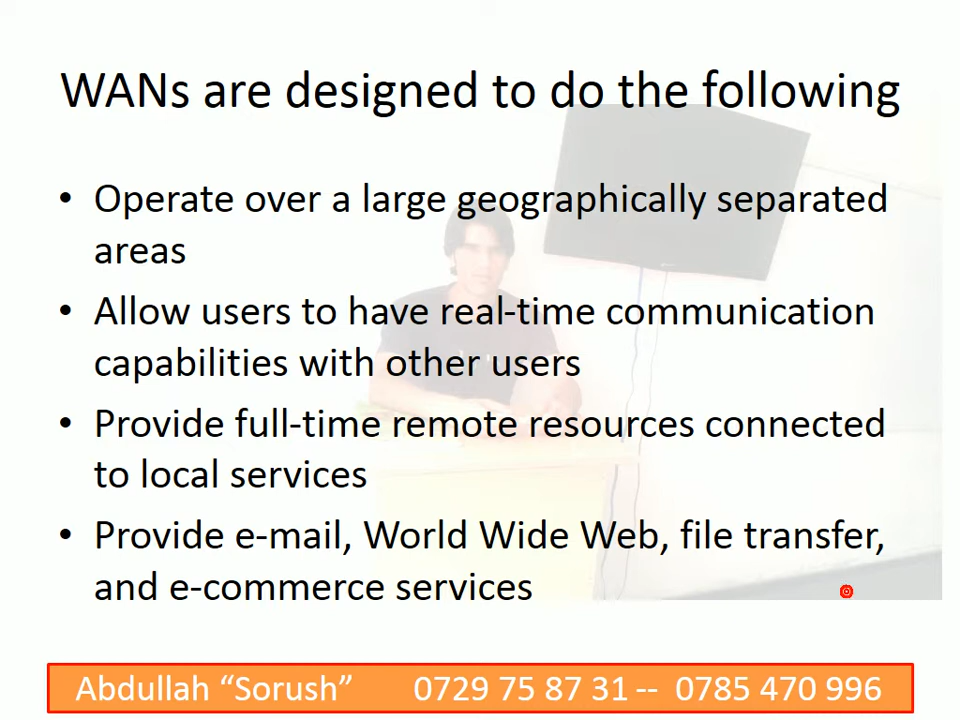 WANs are designed to do the following
• Operate over a large geographically separated
areas
• Allow users to have real-time communication
capabilities with other users
• Provide full-time remote resources connected
to local services
• Provide e-mail, World Wide Web, file transfer,
and e-commerce services
Abdullah “Sorush” 0729 75 87 31 -- 0785 470 996